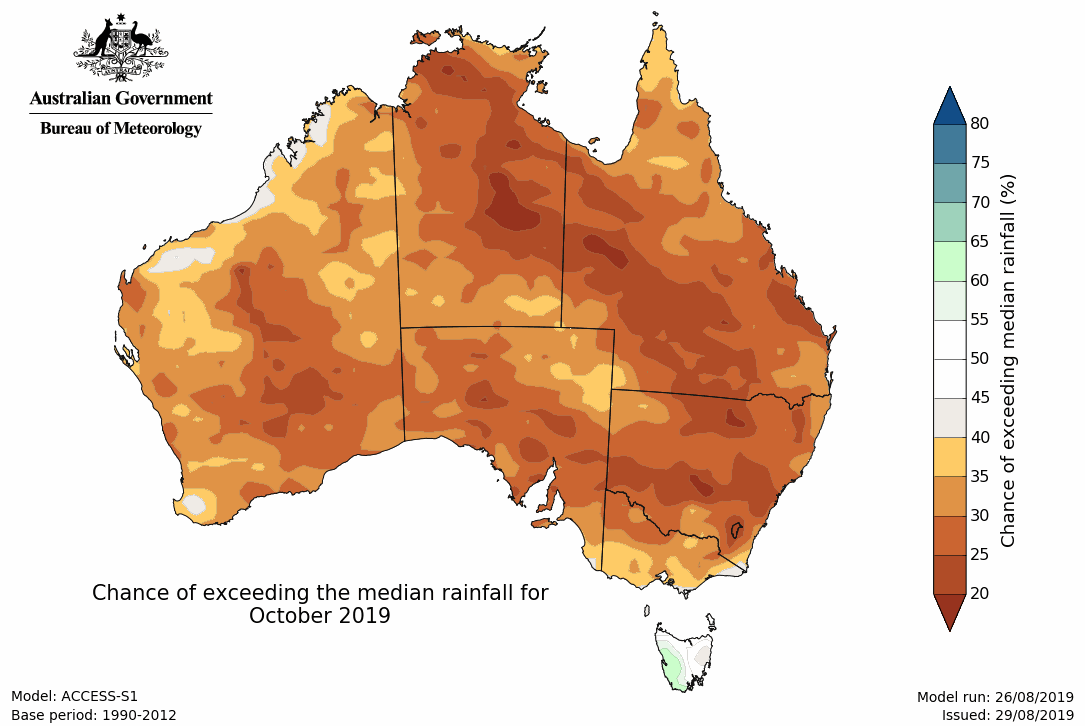 AUSTRALIA
Australian Government
Bureau of Meteorology
80
75
70
65
60
55
50
45
40
35
30
25
20
Chance of exceeding median rainfall (%)
Chance of exceeding the median rainfall for
October 2019
Model: ACCESS-S1
Base period: 1990-2012
Model run: 26/08/2019
Issued: 29/08/2019